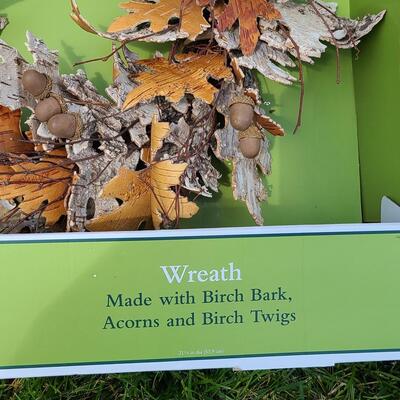 Wreath
Made with Birch Bark,
Acorns and Birch Twigs